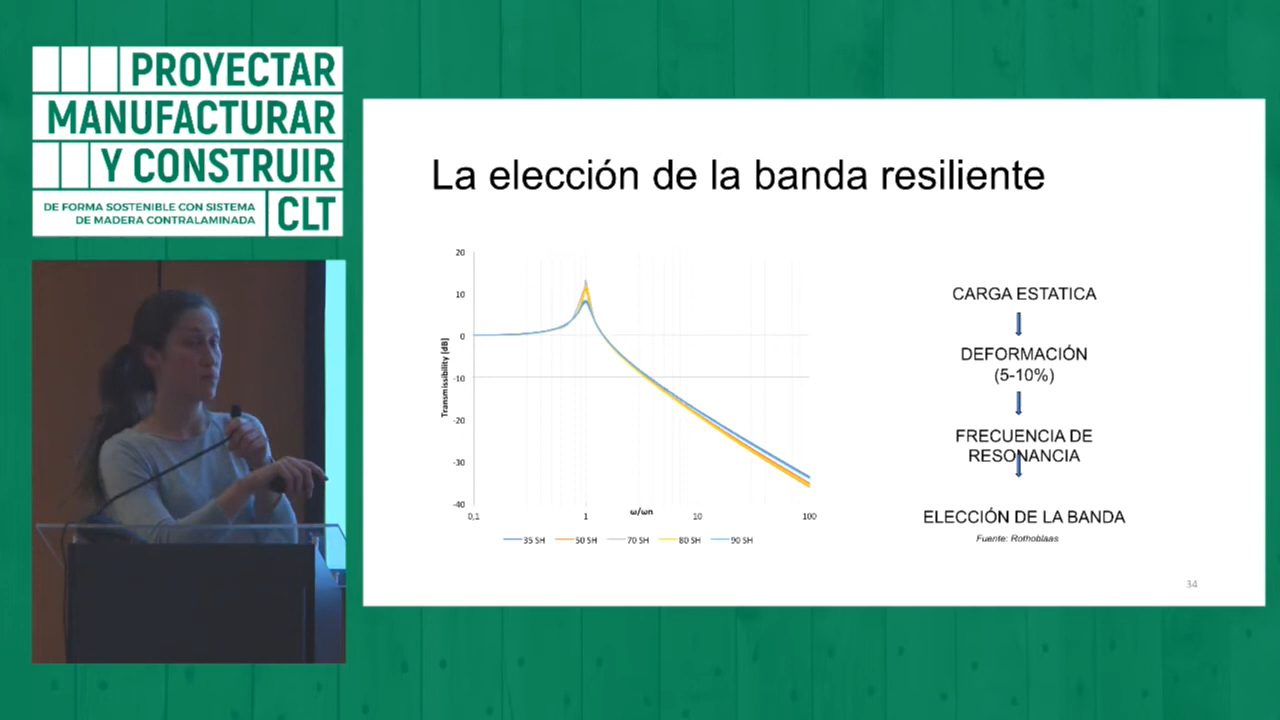 PROYECTAR
MANUFACTURAR
Y CONSTRUIR
DE FORMA SOSTENIBLE CON SISTEMA
DE MADERA CONTRALAMINADA
CLT
La elección de la banda resiliente
20
10
0
-10
-20
-30
-40
Transmissibility [dB]
0,1
1
10
100
ω/ωn
35 SH
50 SH
70 SH
80 SH
90 SH
CARGA ESTATICA
DEFORMACIÓN
(5-10%)
FRECUENCIA DE
RESONANCIA
ELECCIÓN DE LA BANDA
Fuente: Rothoblaas
34